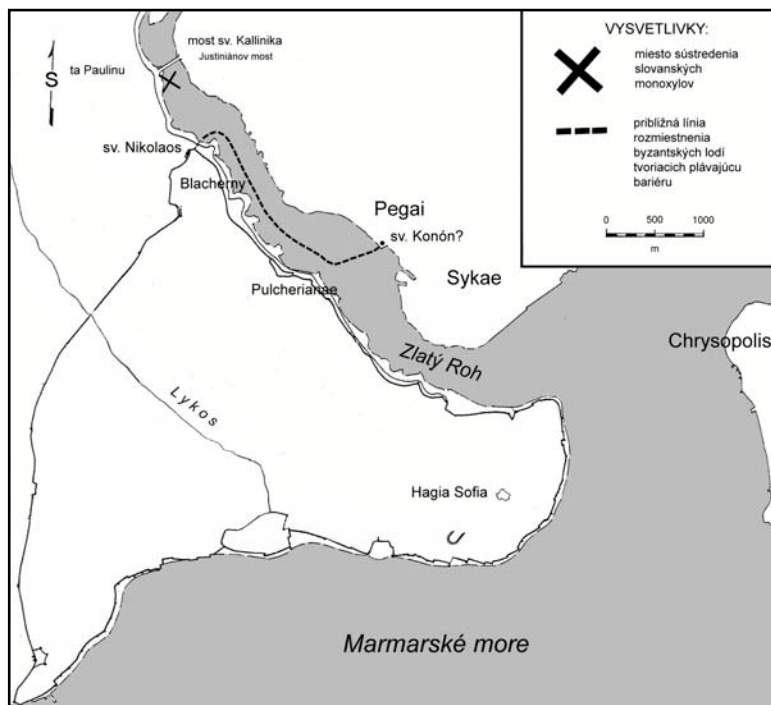 most sv. Kallinika
Justiniánov most
ta Paulinu
S
sv. Nikolaos
Blacherny
Pegai
sv. Konón?
Sykae
Pulcherianae
Zlatý Roh
Chrysopolis
Lykos
Hagia Sofia
Marmarské more
VYSVETLIVKY:
miesto sústredenia
slovanských
monoxylov
približná línia
rozmiestnenia
byzantských lodí
tvoriacich plávajúcu
bariéru
0 500 1000
m